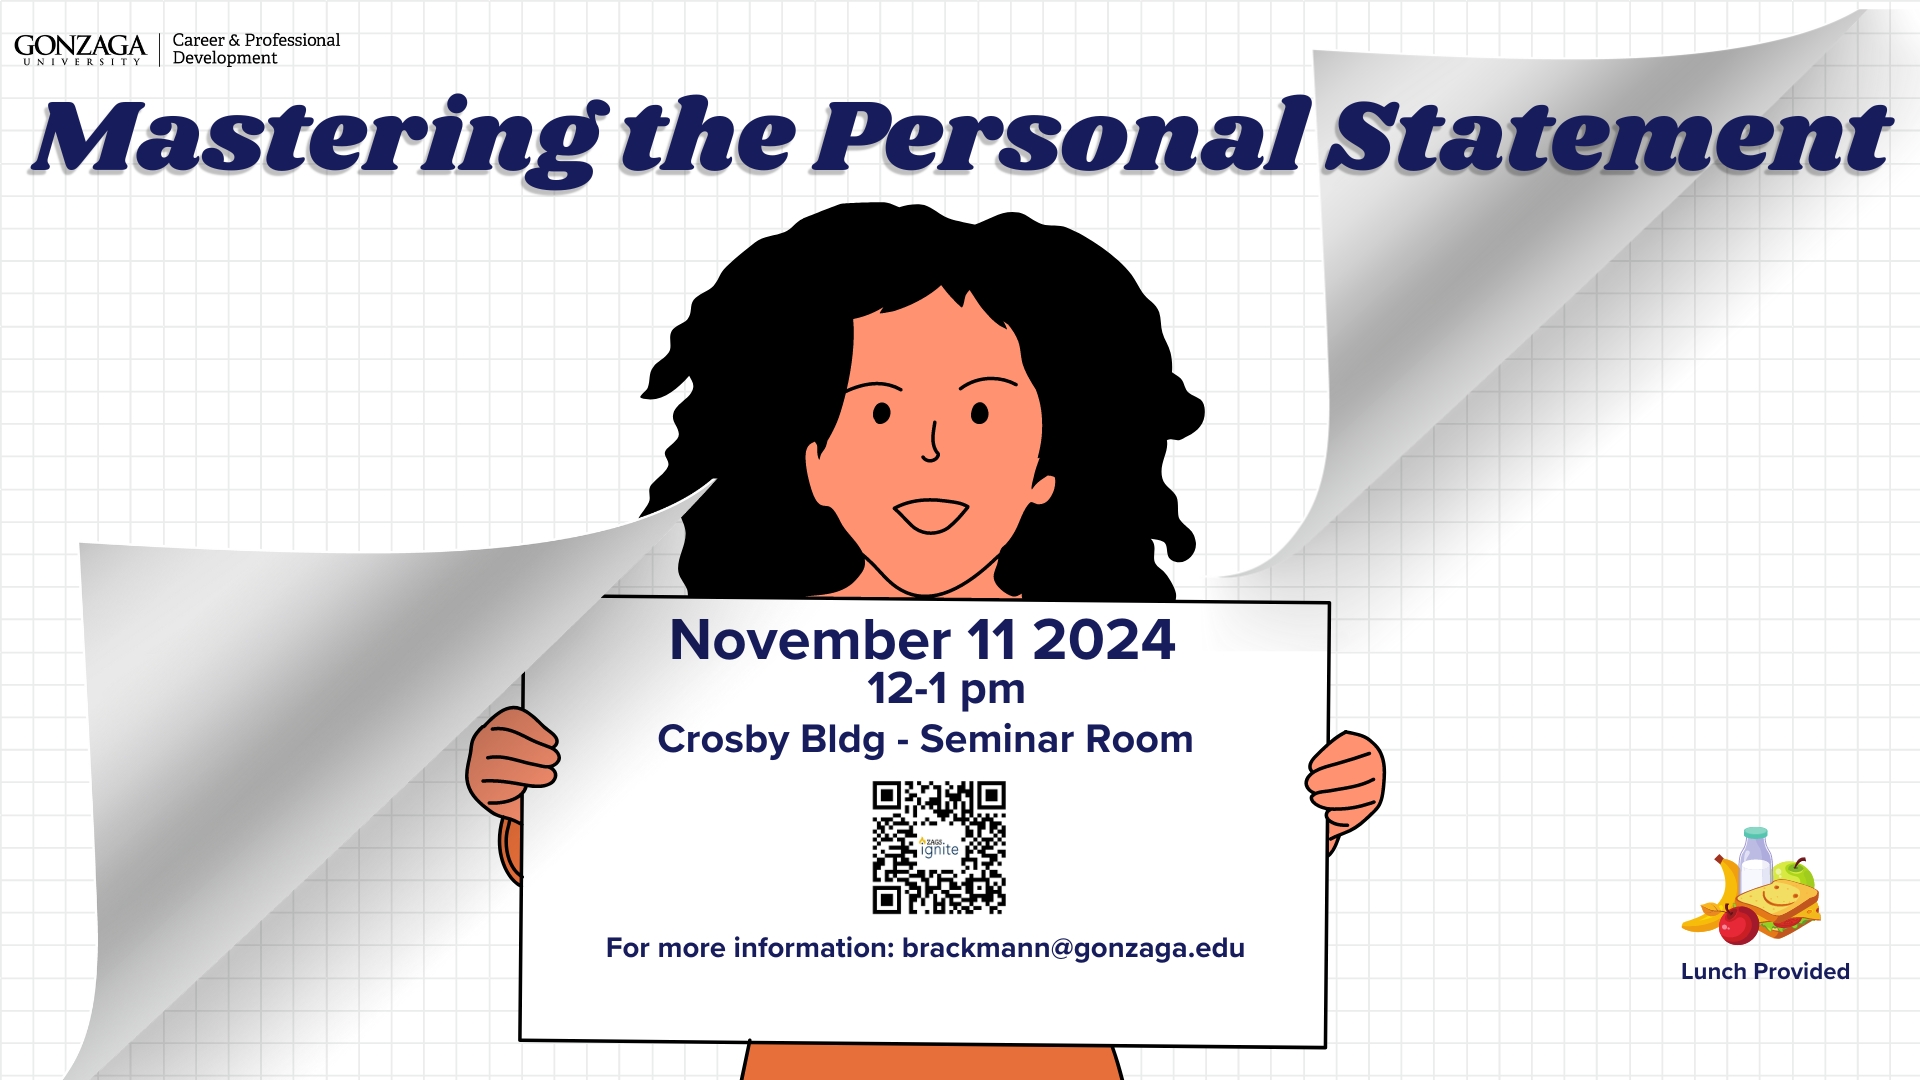 GONZAGA
UNIVERSITY
Career & Professional
Development
Mastering the Personal Statement
November 11 2024
12-1 pm
Crosby Bldg - Seminar Room
ZAGS
ignite
For more information: brackmann@gonzaga.edu
Lunch Provided